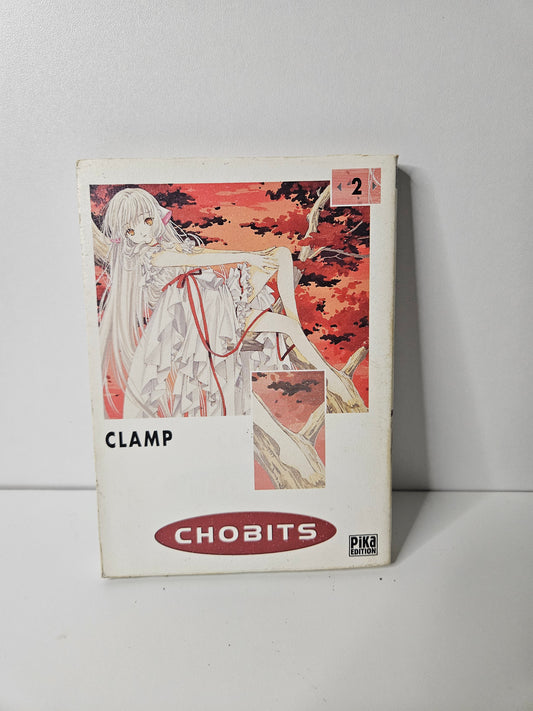 2
CLAMP
CHOBITS
PiKa
EDITION